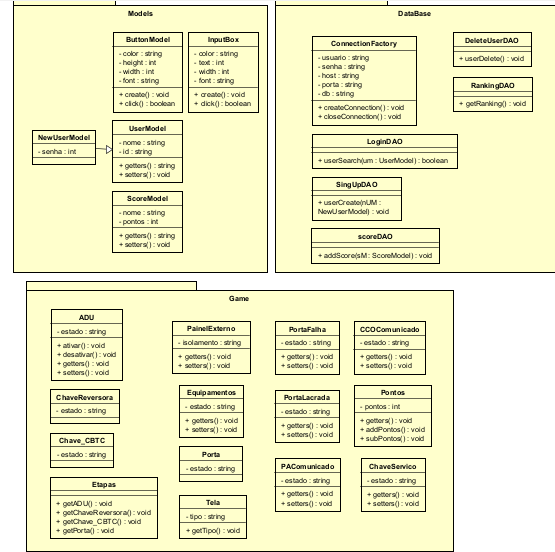 Models
ButtonModel
- color : string
- height : int
- width : int
- font : string
+ create() : void
+ click() : boolean
InputBox
- color : string
- text : int
- width : int
- font : int
+ create() : void
+ click() : boolean
NewUserModel
- senha : int
UserModel
- nome : string
- id : string
+ getters() : string
+ setters() : void
ScoreModel
- nome : string
- pontos : int
+ getters() : string
+ setters() : void
DataBase
ConnectionFactory
- usuario : string
- senha : string
- host : string
- porta : string
- db : string
+ createConnection() : void
+ closeConnection() : void
DeleteUserDAO
+ userDelete() : void
RankingDAO
+ getRanking() : void
LoginDAO
+ userSearch(um : UserModel) : boolean
SingUpDAO
+ userCreate(nUM :
NewUserModel) : void
scoreDAO
+ addScore(sM : ScoreModel) : void
Game
ADU
- estado : string
+ ativar() : void
+ desativar() : void
+ getters() : void
+ setters() : void
ChaveReversora
- estado : string
Chave_CBTC
- estado : string
Etapas
+ getADU() : void
+ getChaveReversora() : void
+ getChave_CBTC() : void
+ getPorta() : void
PainelExterno
- isolamento : string
+ getters() : void
+ setters() : void
Equipamentos
- estado : string
+ getters() : void
+ setters() : void
Porta
- estado : string
Tela
- tipo : string
+ getTipo() : void
PortaFalha
- estado : string
+ getters() : void
+ setters() : void
PortaLacrada
- estado : string
+ getters() : void
+ setters() : void
PAComunicado
- estado : string
+ getters() : void
+ setters() : void
CCOComunicado
- estado : string
+ getters() : void
+ setters() : void
Pontos
- pontos : int
+ getters() : void
+ addPontos() : void
+ subPontos() : void
ChaveServico
- estado : string
+ getters() : void
+ setters() : void